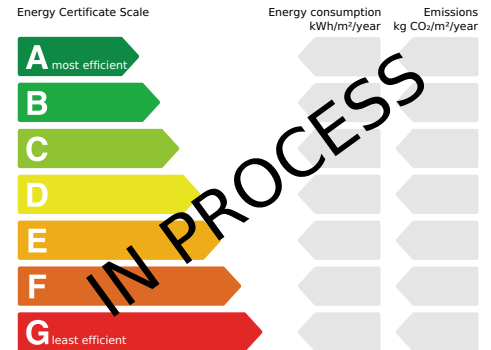 Energy Certificate Scale
Energy consumption
kWh/m²/year
Emissions
kg CO₂/m²/year
A most efficient
B
C
D
E
F
G least efficient
IN PROCESS